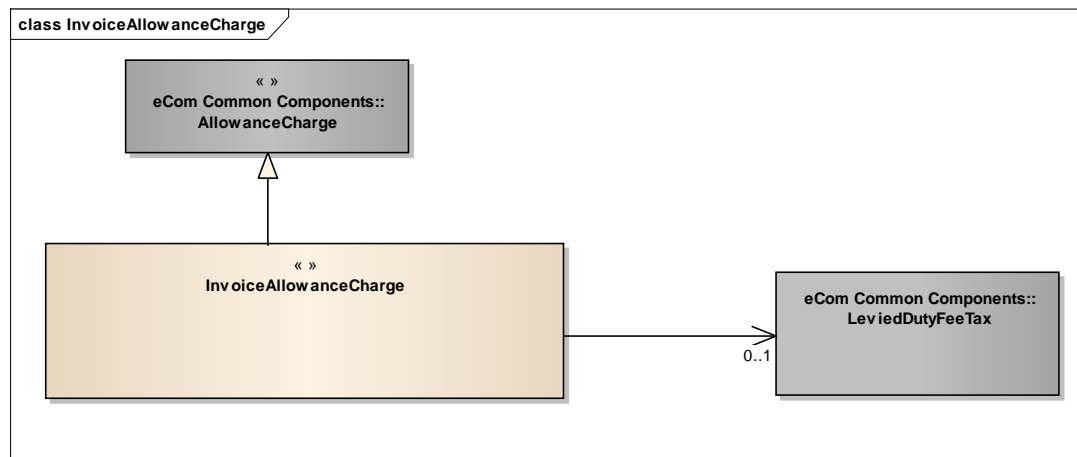 class InvoiceAllowanceCharge
« »
eCom Common Components::
AllowanceCharge
« »
InvoiceAllowanceCharge
eCom Common Components::
LeviedDutyFeeTax
0..1